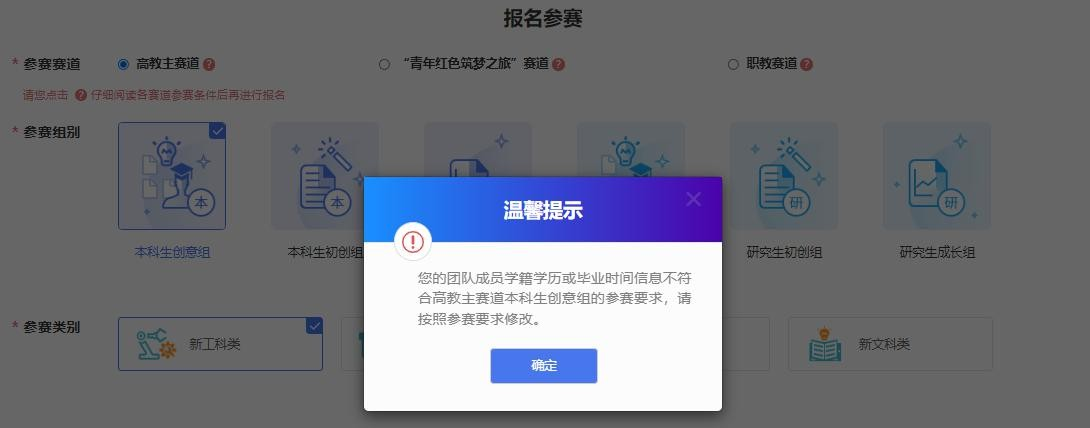 报名参赛
* 参赛赛道 高教主赛道 ? “青年红色筑梦之旅”赛道 ? 职教赛道 ?
请您点击 ? 仔细阅读各赛道参赛条件后再进行报名
* 参赛组别
本 本 研 研
本科生创意组 本科生初创组 研究生初创组 研究生成长组
温馨提示
您的团队成员学籍学历或毕业时间信息不符
合高教主赛道本科生创意组的参赛要求，请
按照参赛要求修改。
确定
* 参赛类别 新工科类 新文科类